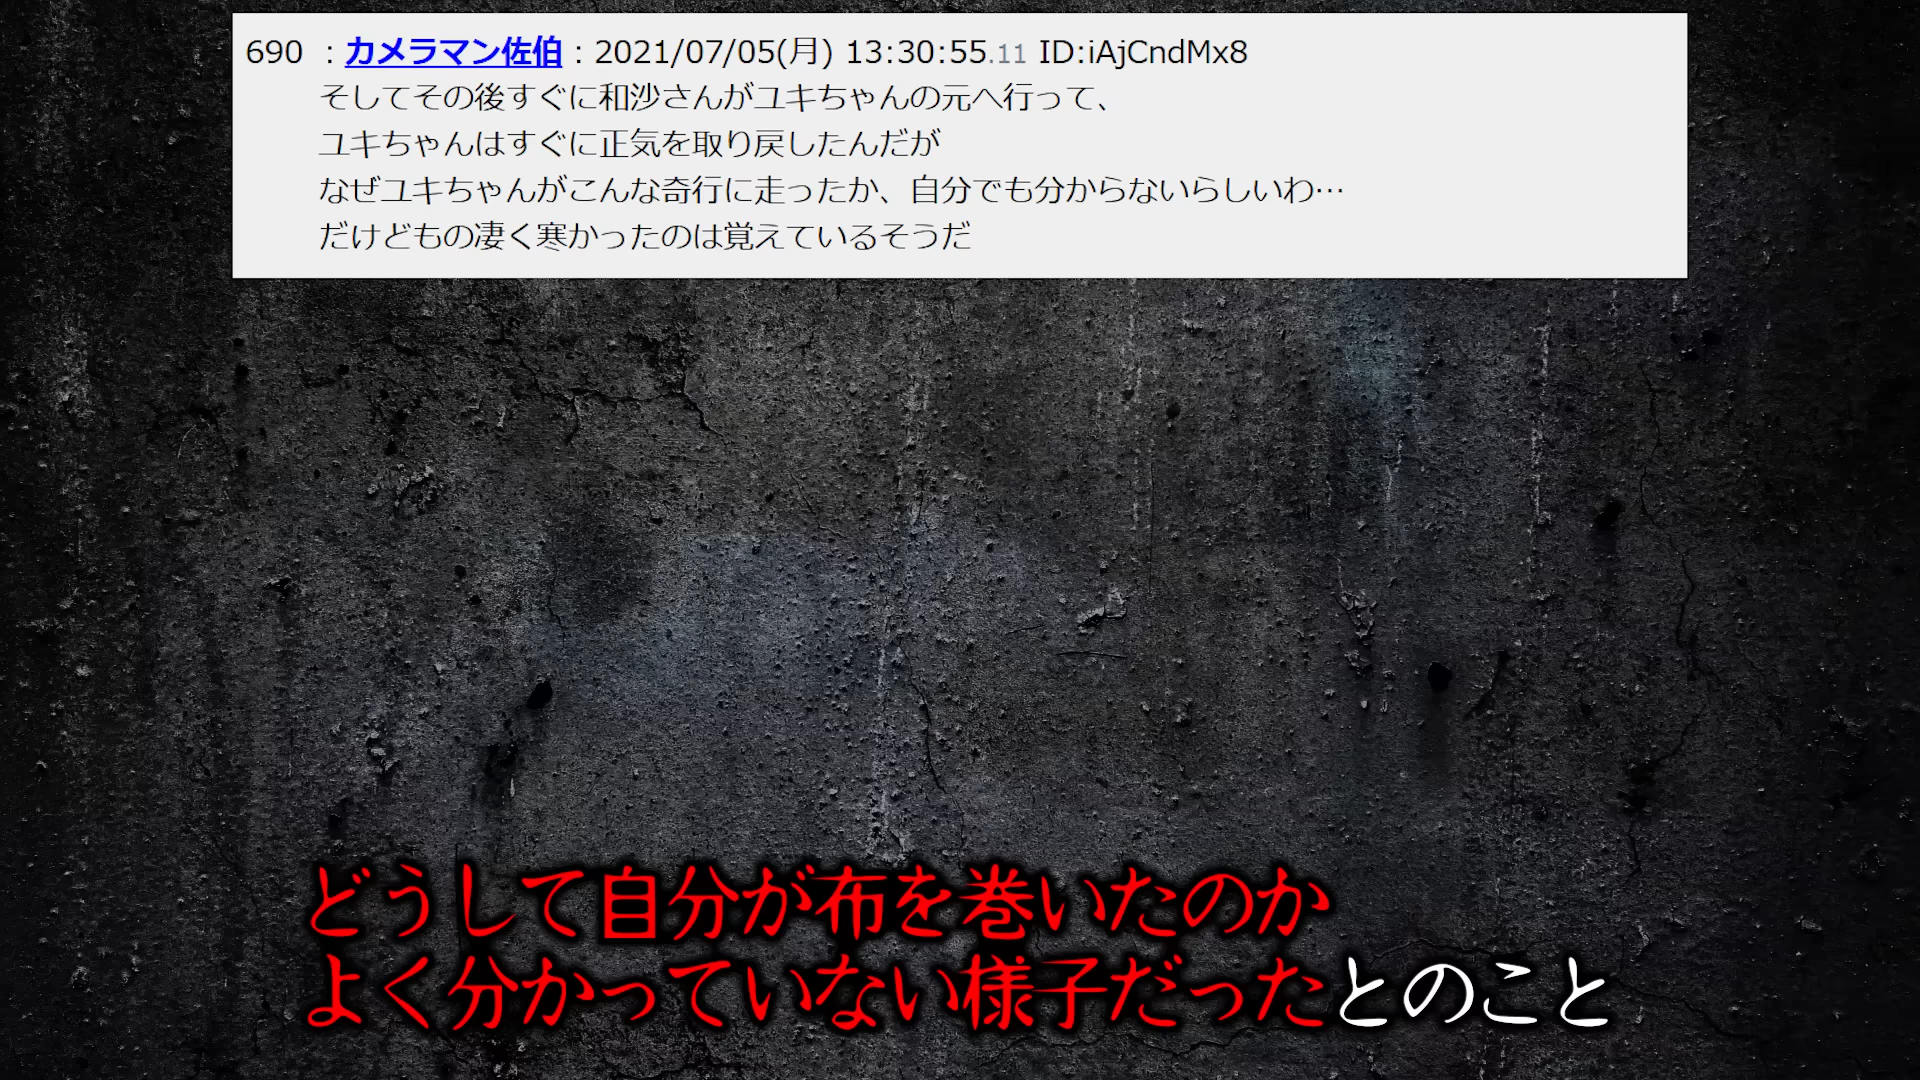 690 ：カメラマン佐伯：2021/07/05(月) 13:30:55.11 ID:iAjCndMx8
そしてその後すぐに和沙さんがユキちゃんの元へ行って、
ユキちゃんはすぐに正気を取り戻したんだが
なぜユキちゃんがこんな奇行に走ったか、自分でも分からないらしいわ…
だけどもの凄く寒かったのは覚えているそうだ
どうして自分が布を巻いたのか
よく分かっていない様子だったとのこと